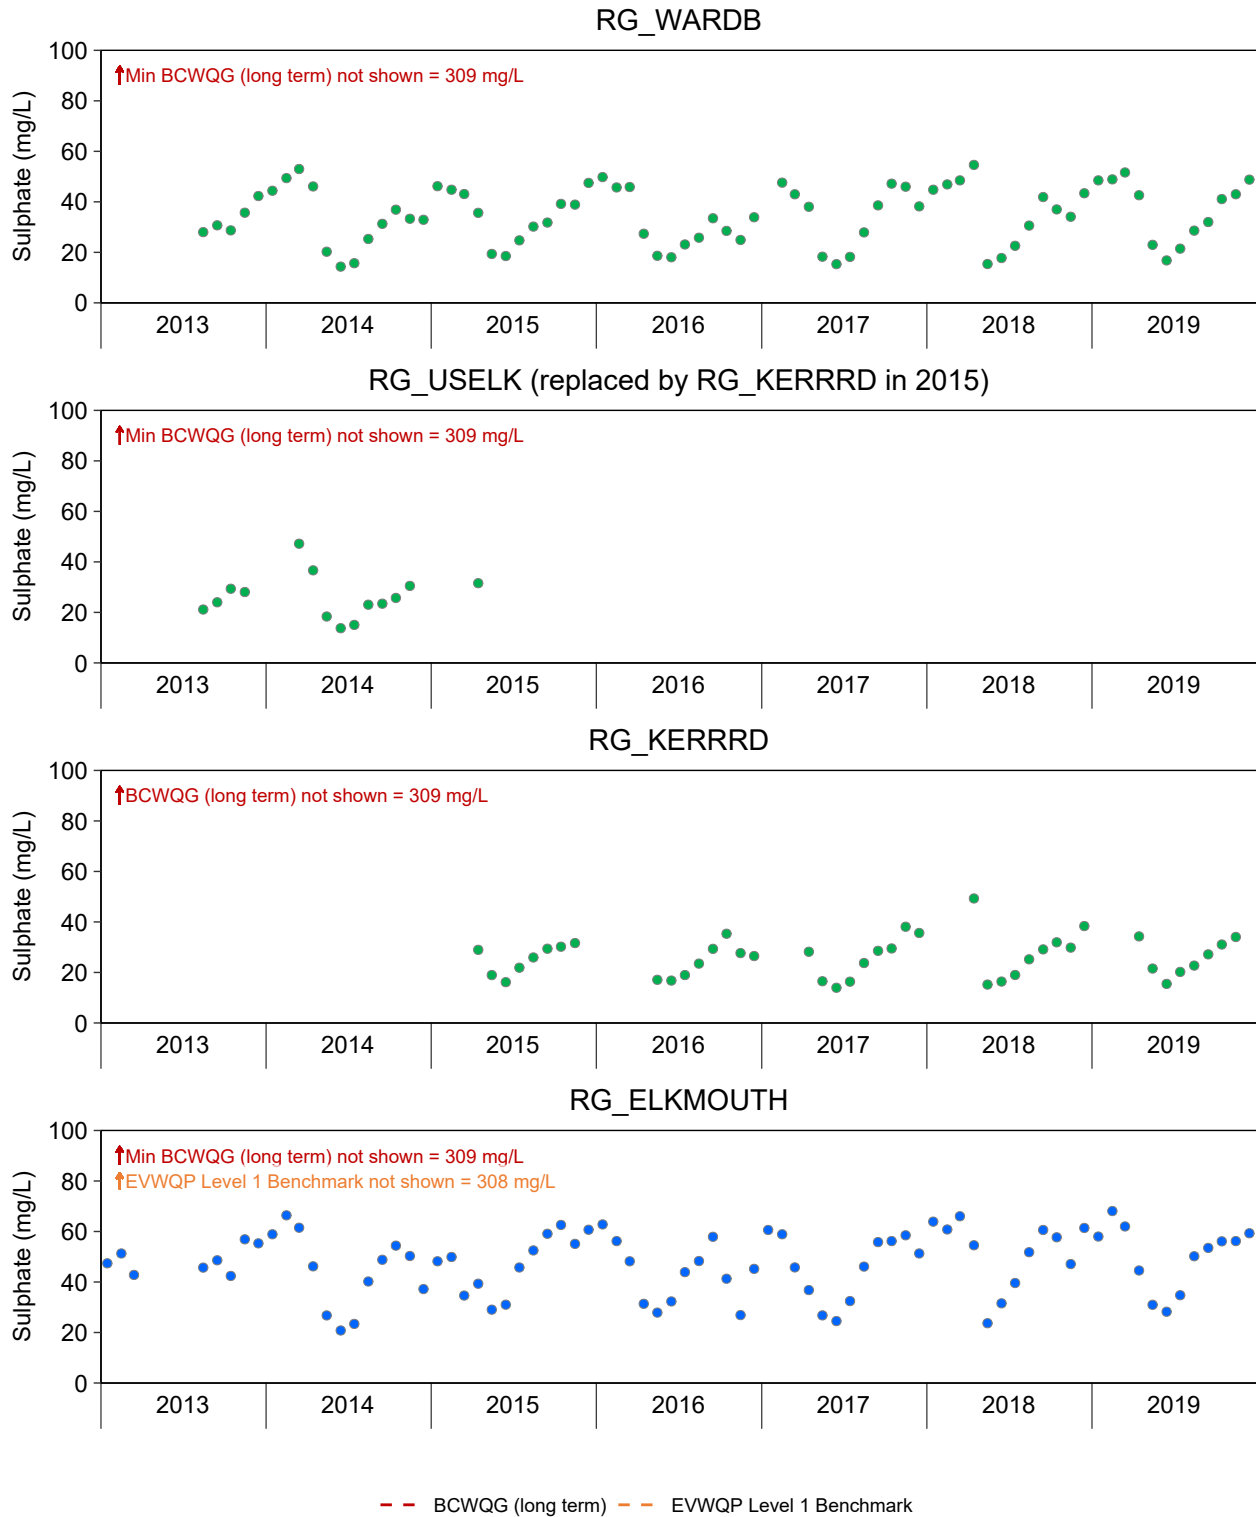 RG_WARDB
100
↑Min BCWQG (long term) not shown = 309 mg/L
80
60
40
20
0
Sulphate (mg/L)
2013 2014 2015 2016 2017 2018 2019
RG_USELK (replaced by RG_KERRRD in 2015)
100
↑Min BCWQG (long term) not shown = 309 mg/L
80
60
40
20
0
Sulphate (mg/L)
2013 2014 2015 2016 2017 2018 2019
RG_KERRRD
100
↑BCWQG (long term) not shown = 309 mg/L
80
60
40
20
0
Sulphate (mg/L)
2013 2014 2015 2016 2017 2018 2019
RG_ELKMOUTH
100
↑Min BCWQG (long term) not shown = 309 mg/L
↑EVWQP Level 1 Benchmark not shown = 308 mg/L
80
60
40
20
0
Sulphate (mg/L)
2013 2014 2015 2016 2017 2018 2019
BCWQG (long term) EVWQP Level 1 Benchmark